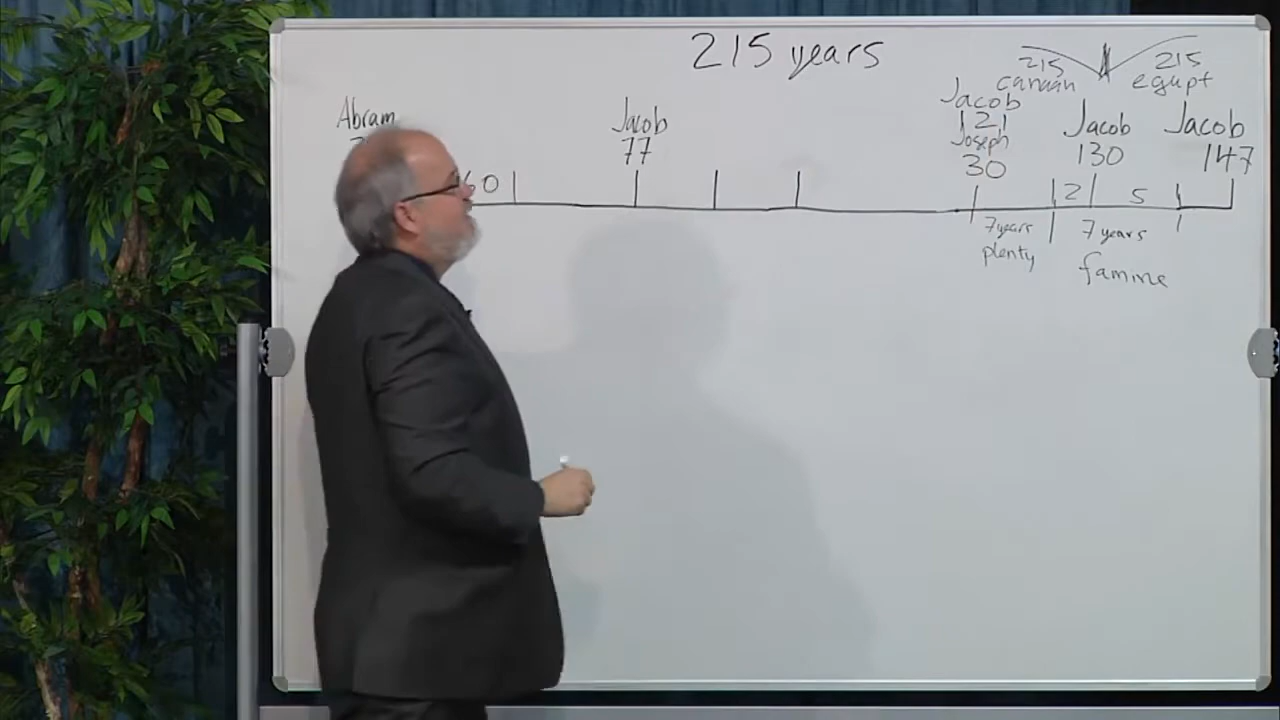 215 years
215 215
canaan egypt
Abram
Jacob
77
Jacob
121
Joseph
30
Jacob
130
Jacob
147
60
2
5
7 years
plenty
7 years
famine